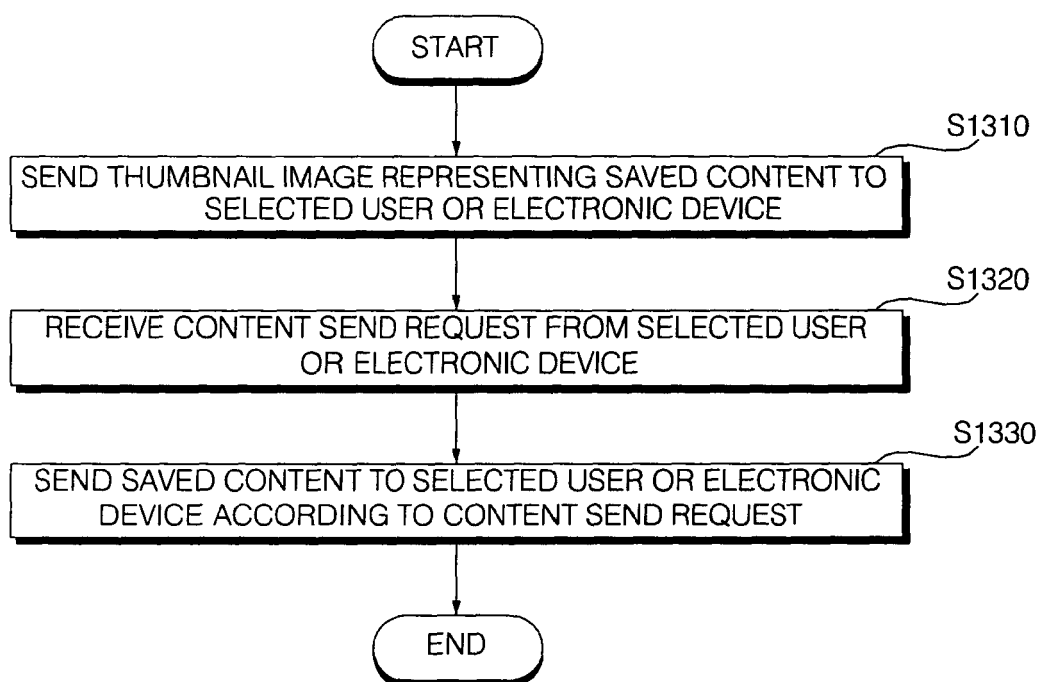 START
S1310
SEND THUMBNAIL IMAGE REPRESENTING SAVED CONTENT TO
SELECTED USER OR ELECTRONIC DEVICE
S1320
RECEIVE CONTENT SEND REQUEST FROM SELECTED USER
OR ELECTRONIC DEVICE
S1330
SEND SAVED CONTENT TO SELECTED USER OR ELECTRONIC
DEVICE ACCORDING TO CONTENT SEND REQUEST
END